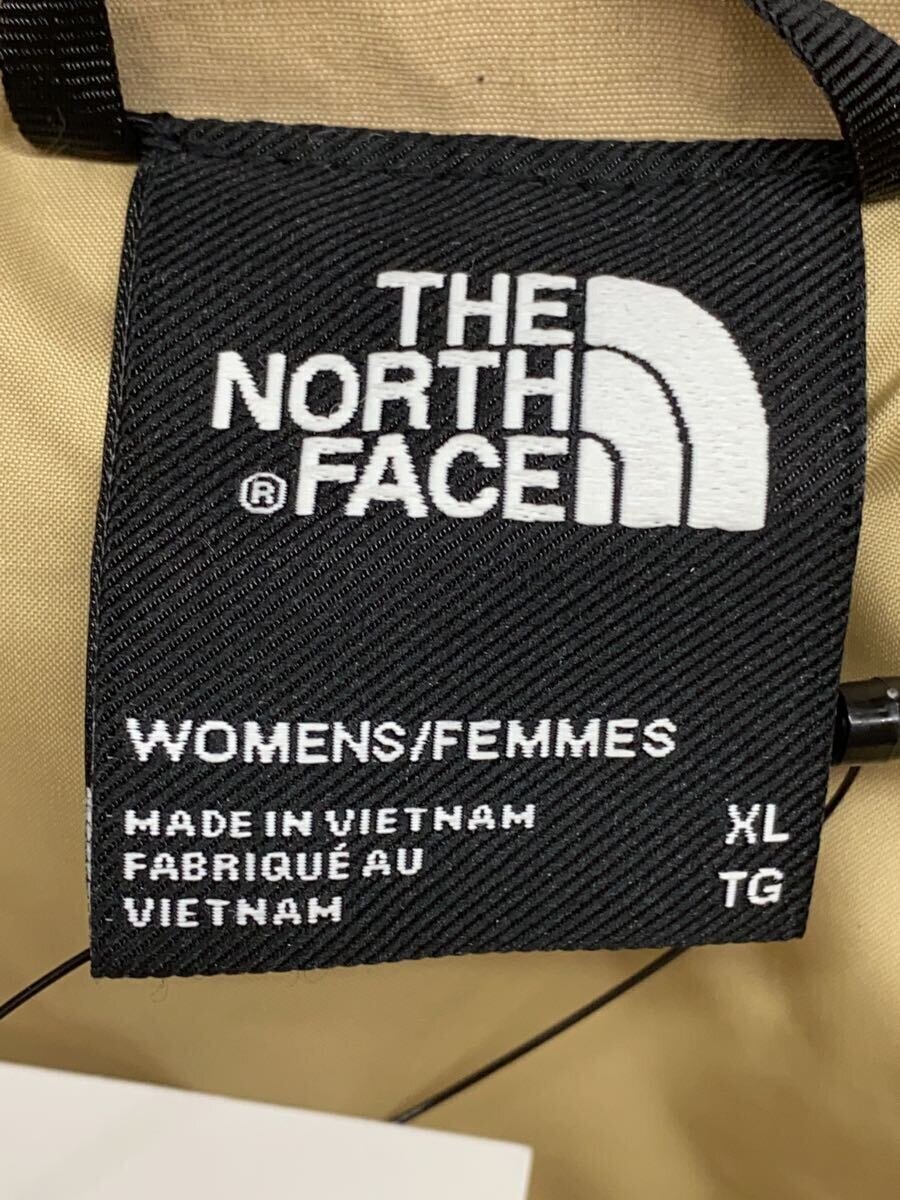 THE
NORTH
®FACE
WOMENS/FEMMES
MADE IN VIETNAM
FABRIQUÉ AU
VIETNAM
XL
TG